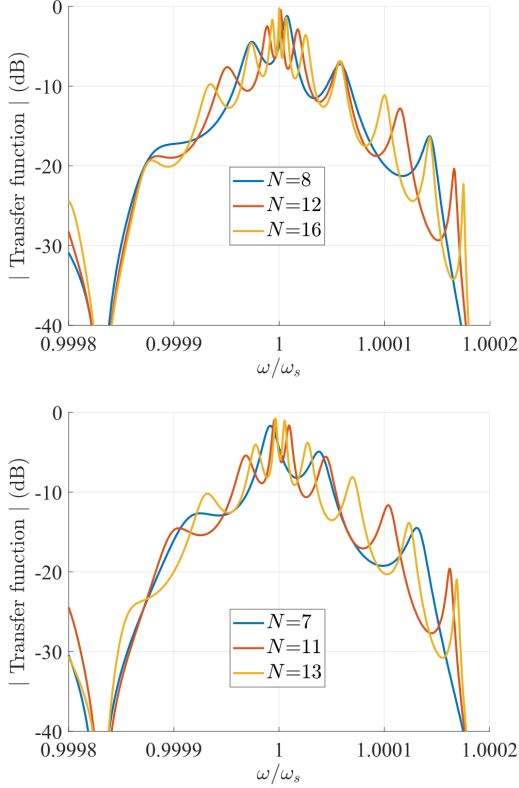 | Transfer function | (dB)
0
-10
-20
-30
-40
N=8
N=12
N=16
0.9998
0.9999
1
1.0001
1.0002
ω/ω_s
| Transfer function | (dB)
0
-10
-20
-30
-40
N=7
N=11
N=13
0.9998
0.9999
1
1.0001
1.0002
ω/ω_s